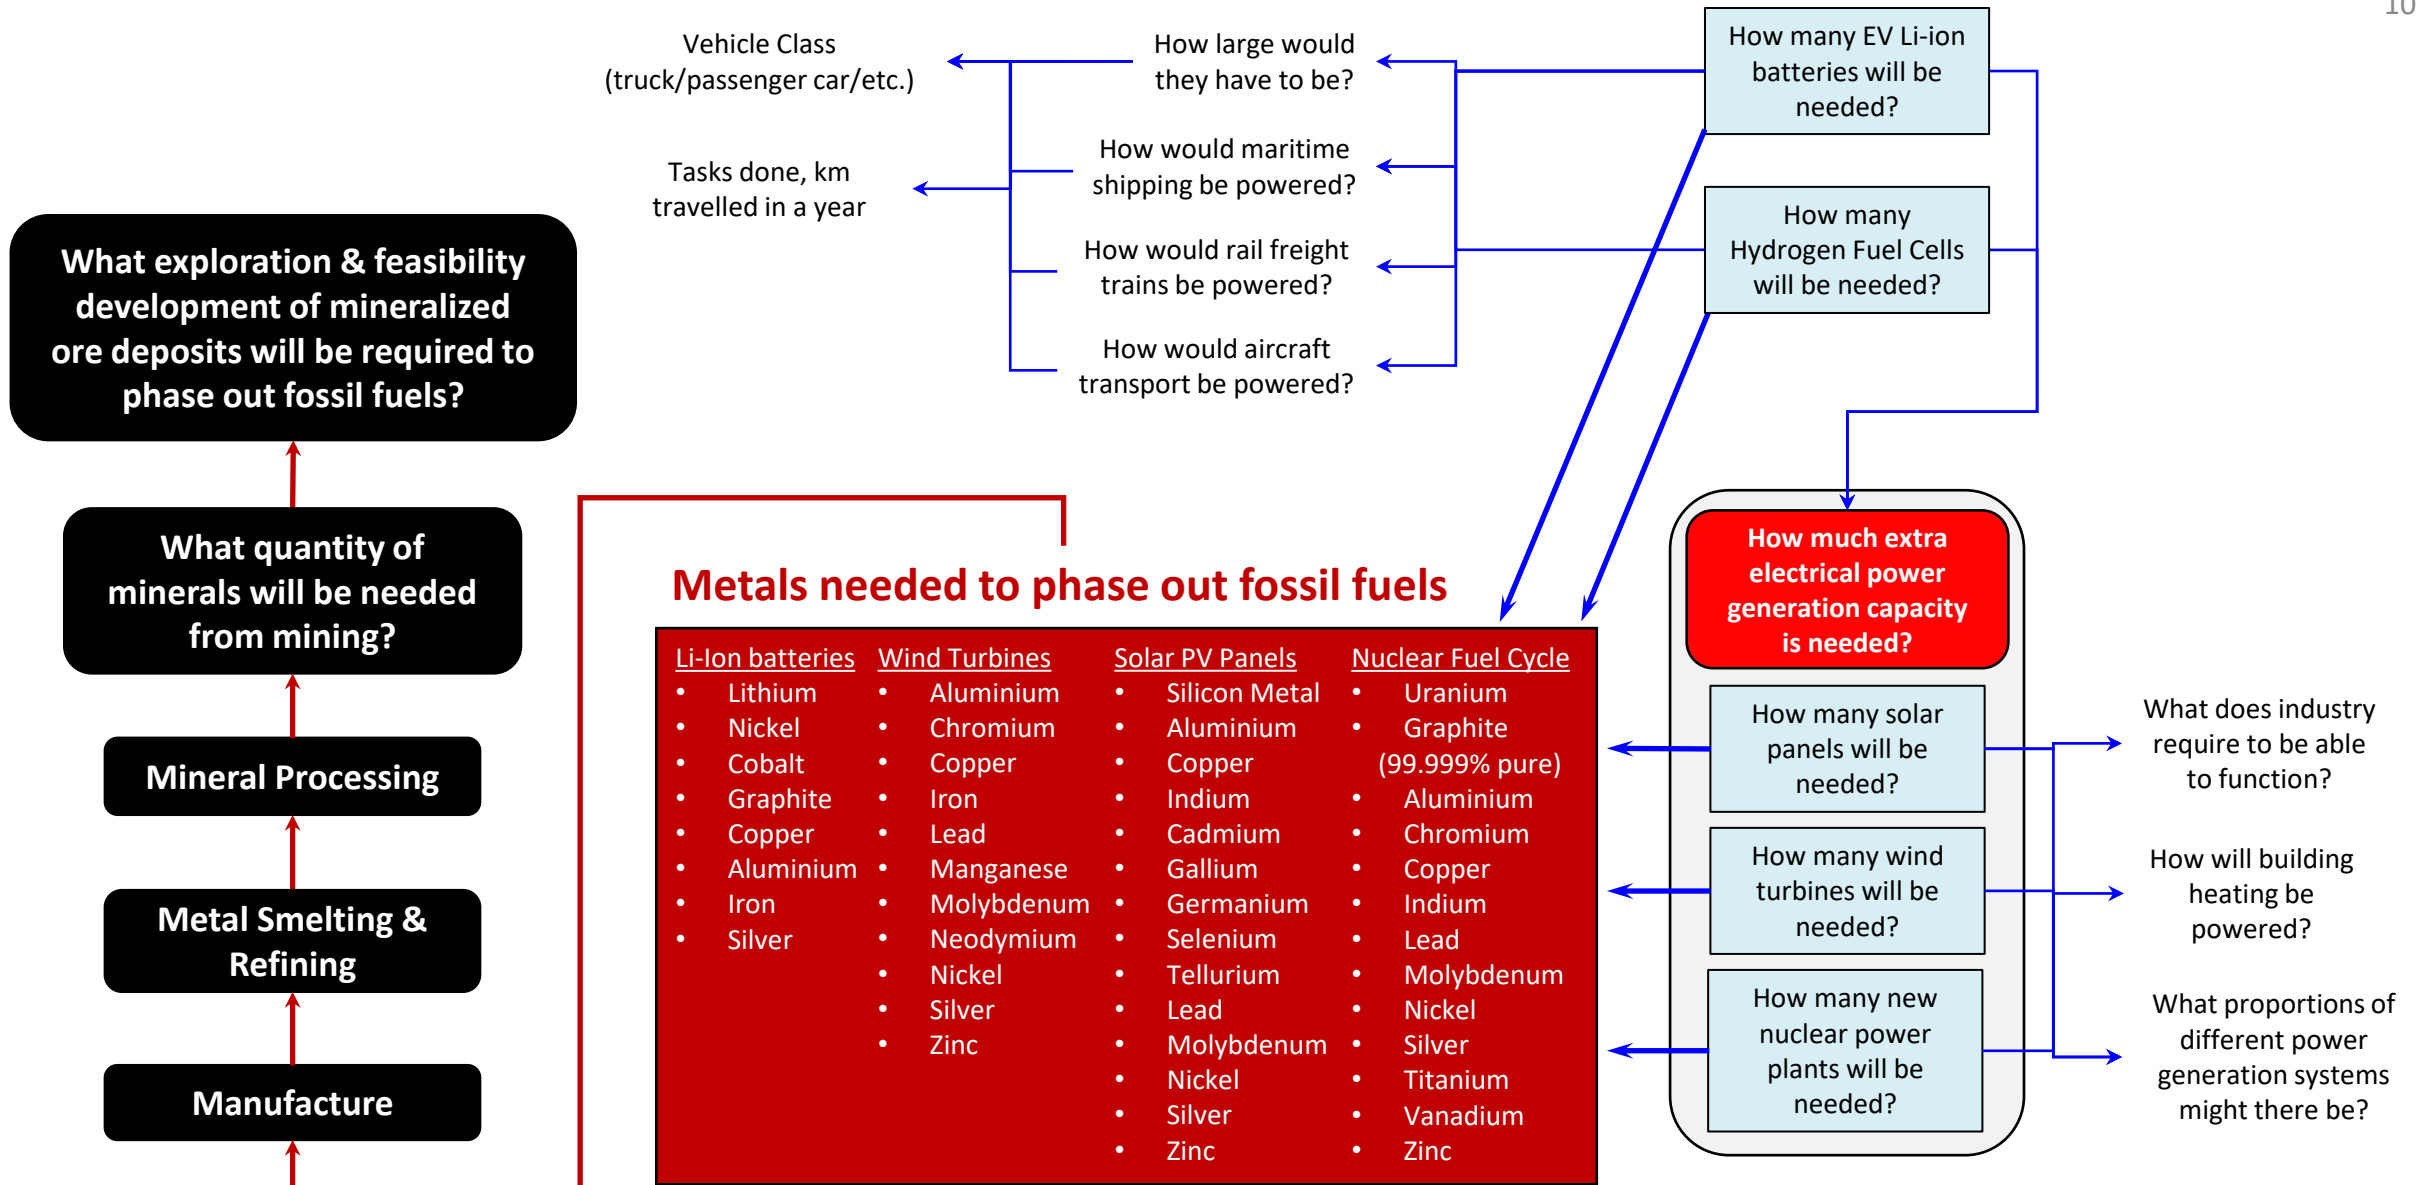 10
Vehicle Class
(truck/passenger car/etc.)
Tasks done, km
travelled in a year
How large would
they have to be?
How would maritime
shipping be powered?
How would rail freight
trains be powered?
How would aircraft
transport be powered?
How many EV Li-ion
batteries will be
needed?
How many
Hydrogen Fuel Cells
will be needed?
What exploration & feasibility
development of mineralized
ore deposits will be required to
phase out fossil fuels?
What quantity of
minerals will be needed
from mining?
Mineral Processing
Metal Smelting &
Refining
Manufacture
Metals needed to phase out fossil fuels
Li-Ion batteries
• Lithium
• Nickel
• Cobalt
• Graphite
• Copper
• Aluminium
• Iron
• Silver
Wind Turbines
• Aluminium
• Chromium
• Copper
• Iron
• Lead
• Manganese
• Molybdenum
• Neodymium
• Nickel
• Silver
• Zinc
Solar PV Panels
• Silicon Metal
• Aluminium
• Copper
• Indium
• Cadmium
• Gallium
• Germanium
• Selenium
• Tellurium
• Lead
• Molybdenum
• Nickel
• Silver
• Zinc
Nuclear Fuel Cycle
• Uranium
• Graphite
(99.999% pure)
• Aluminium
• Chromium
• Copper
• Indium
• Lead
• Molybdenum
• Nickel
• Silver
• Titanium
• Vanadium
• Zinc
How much extra
electrical power
generation capacity
is needed?
How many solar
panels will be
needed?
How many wind
turbines will be
needed?
How many new
nuclear power
plants will be
needed?
What does industry
require to be able
to function?
How will building
heating be
powered?
What proportions of
different power
generation systems
might there be?